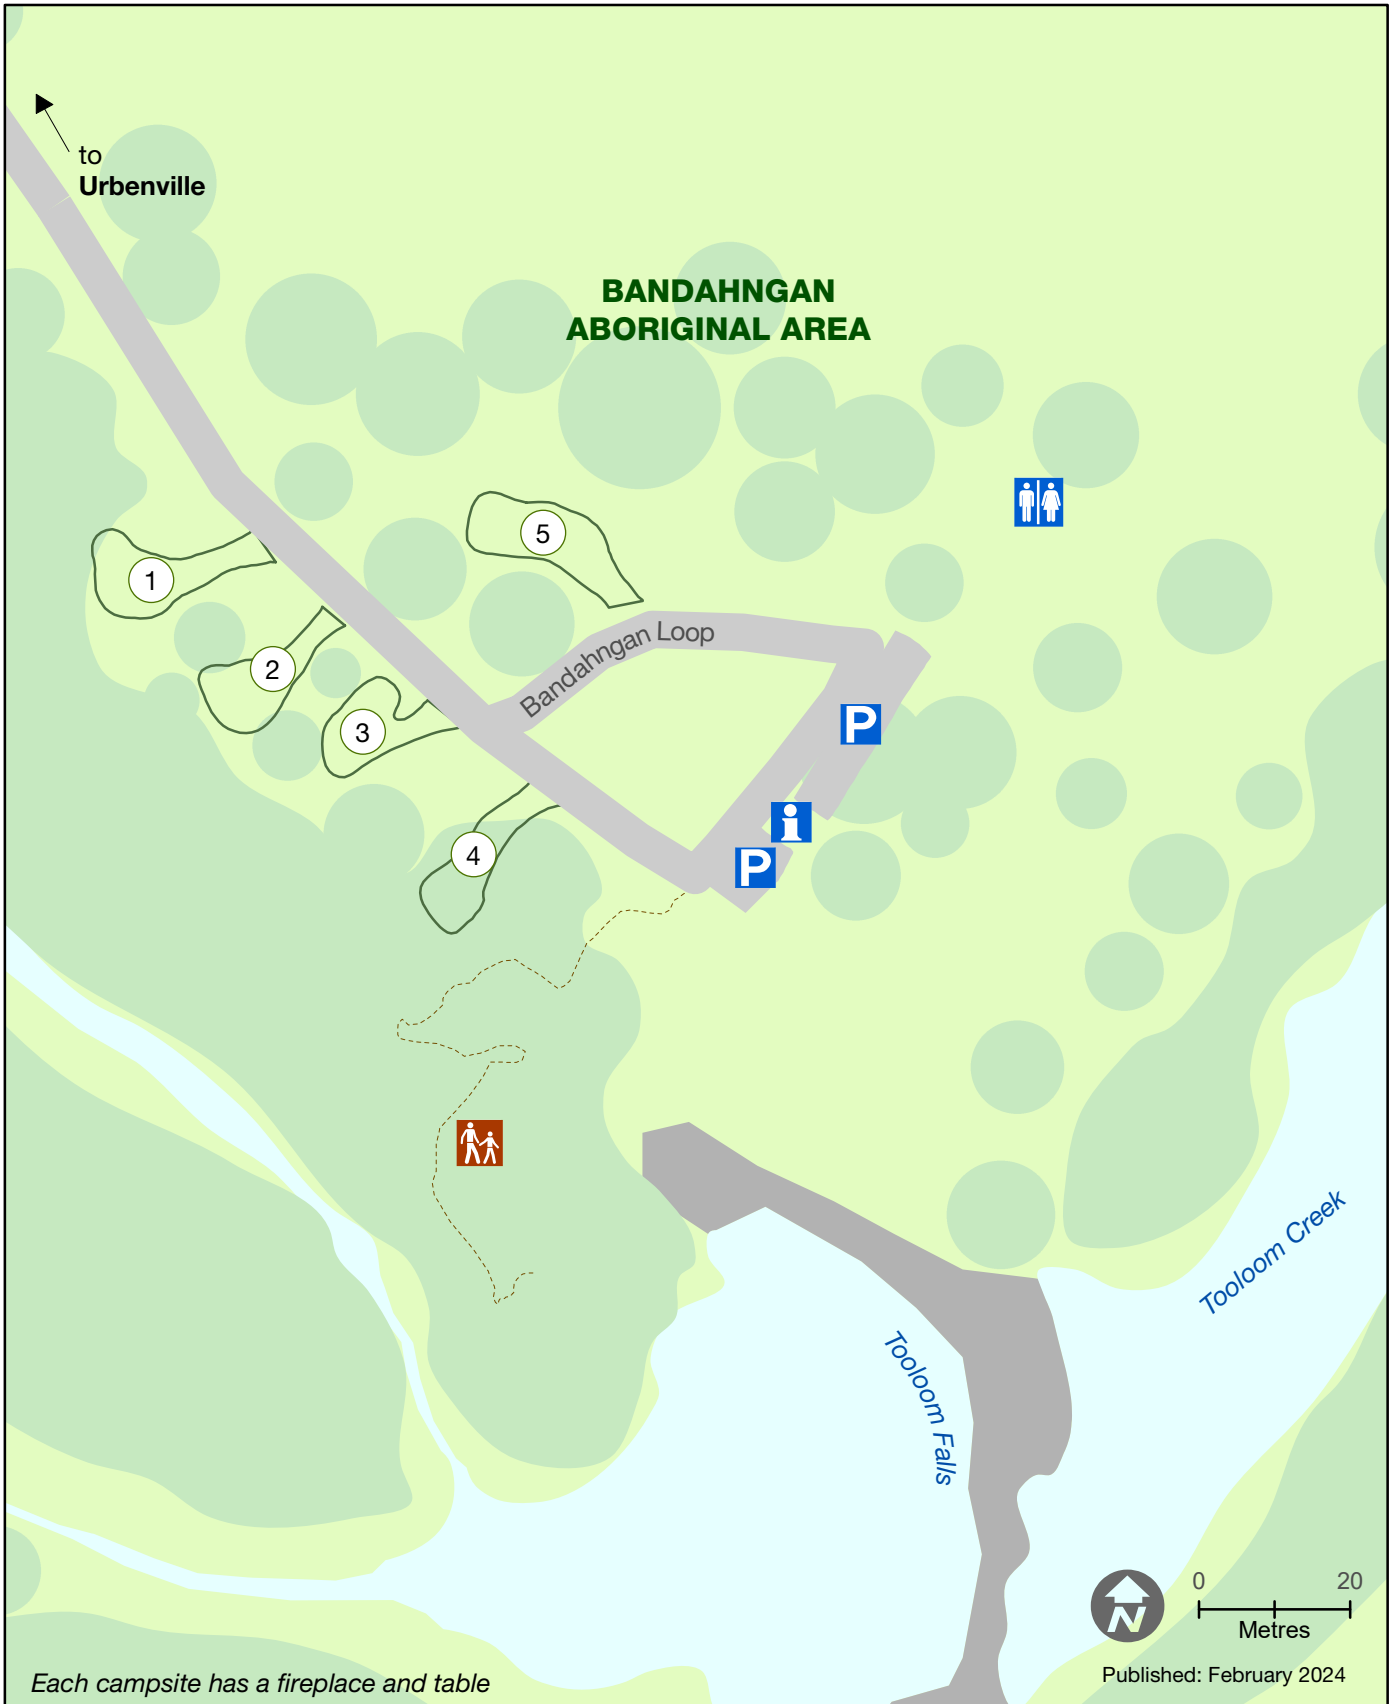 to
Urbenville
BANDAHNGAN
ABORIGINAL AREA
5
1
Bandahngan Loop
2
P
3
i
4
P
Tooloom Creek
Tooloom Falls
0 20
N
Metres
Published: February 2024
Each campsite has a fireplace and table